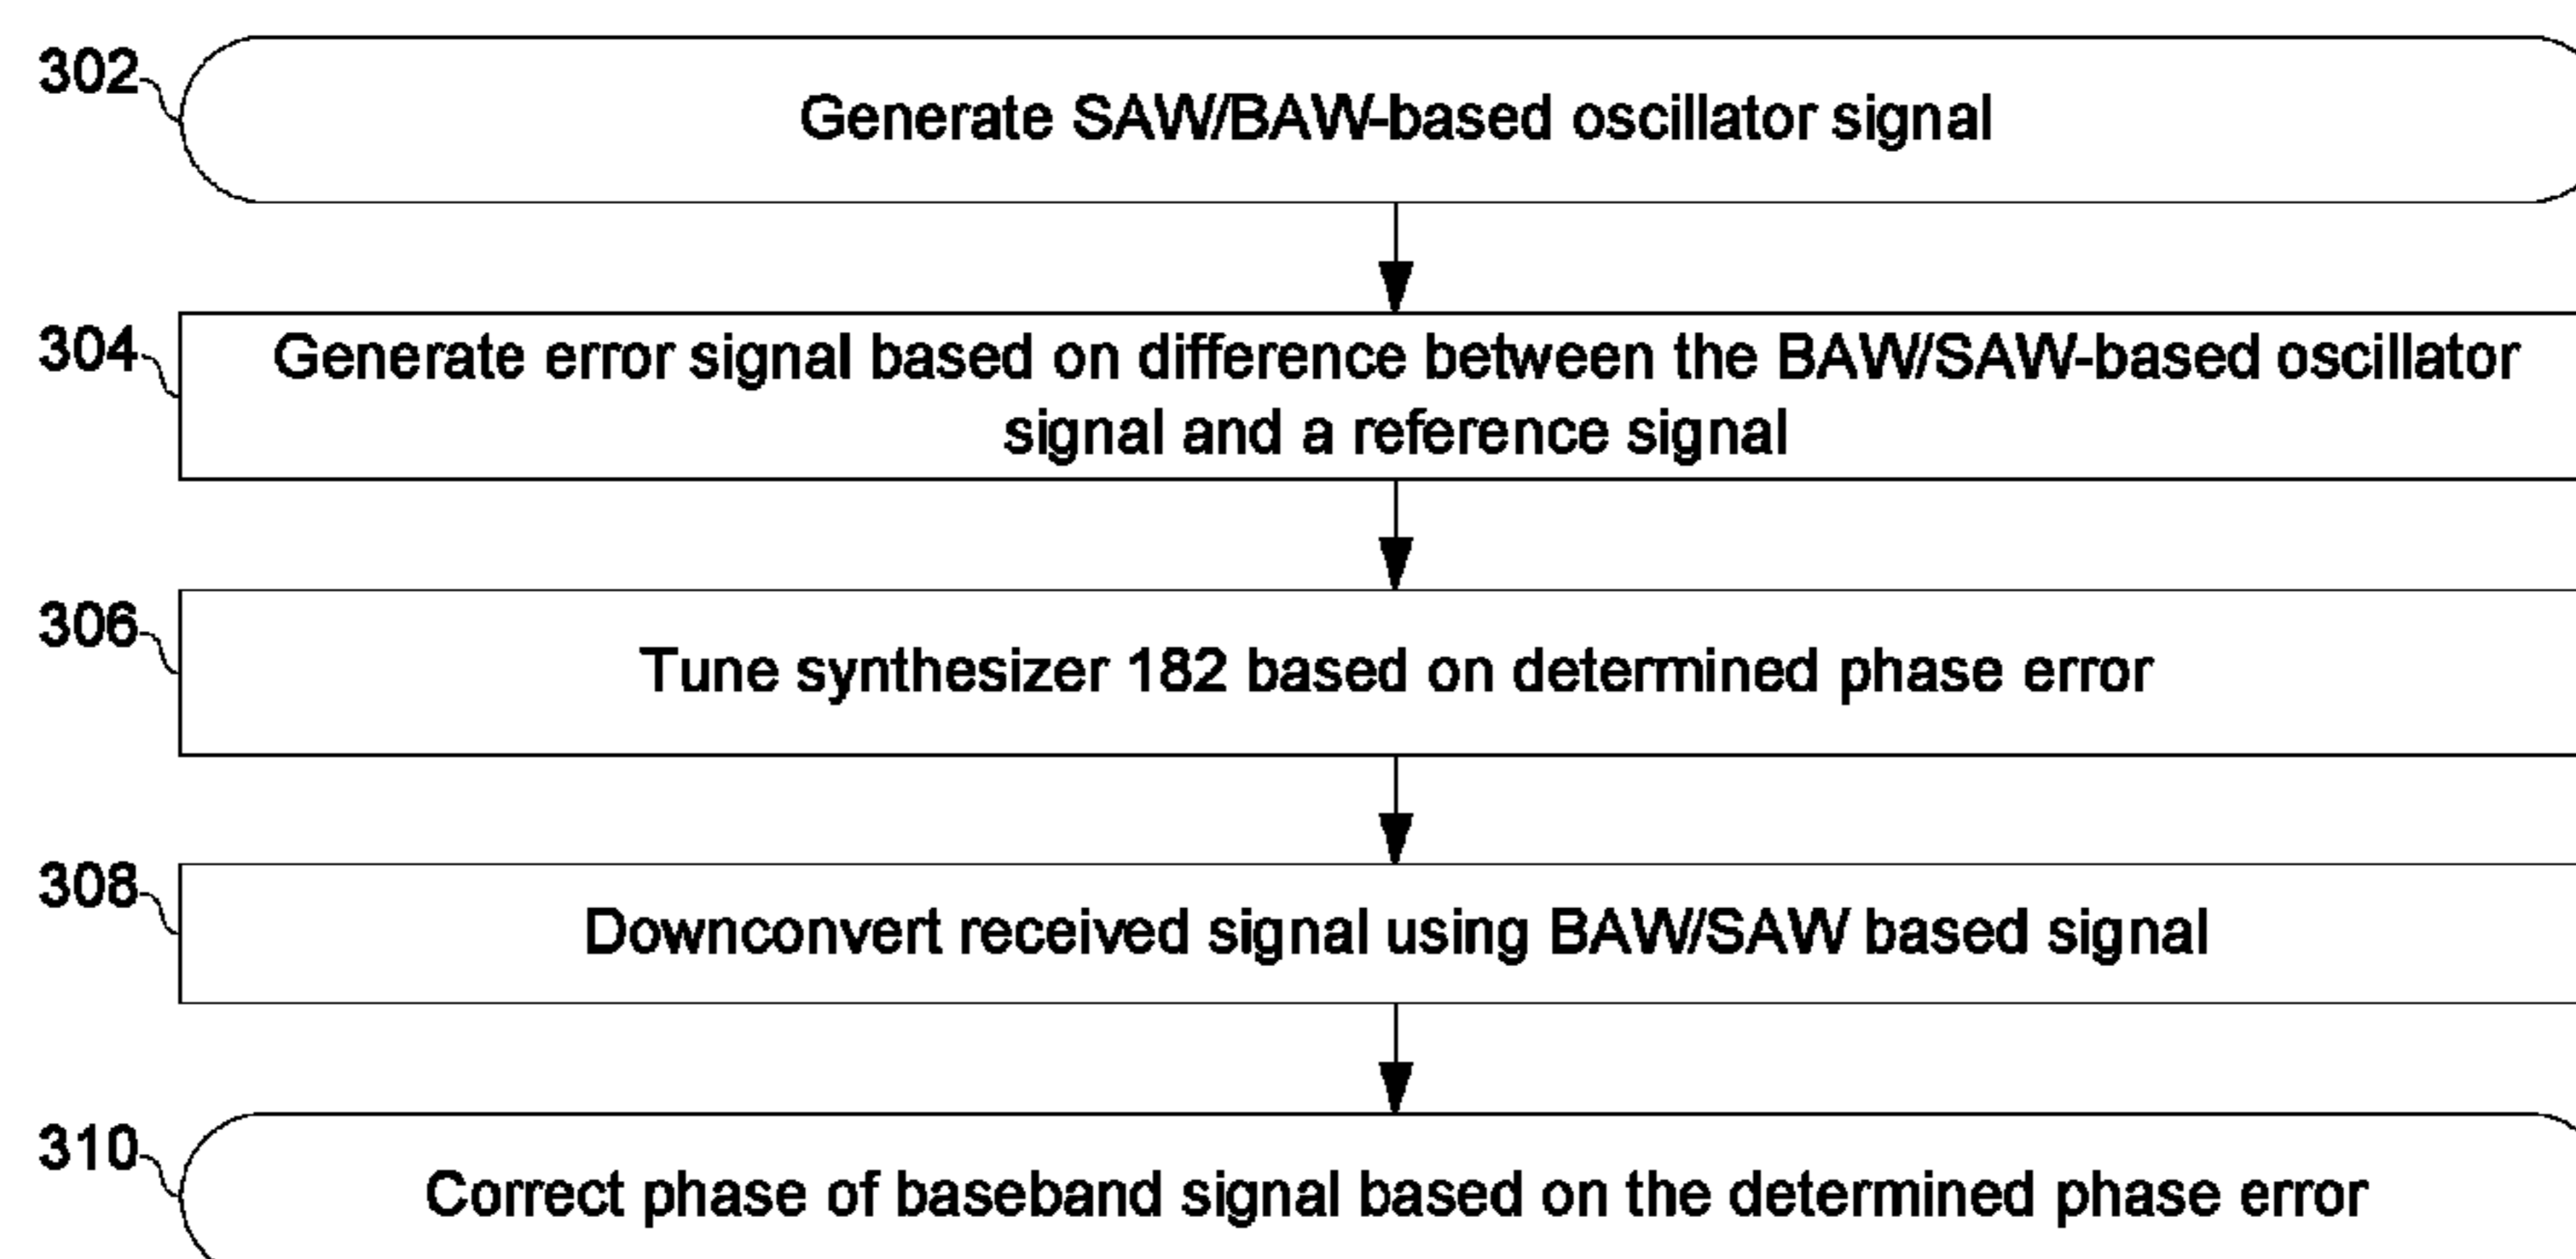 302
Generate SAW/BAW-based oscillator signal
304
Generate error signal based on difference between the BAW/SAW-based oscillator
signal and a reference signal
306
Tune synthesizer 182 based on determined phase error
308
Downconvert received signal using BAW/SAW based signal
310
Correct phase of baseband signal based on the determined phase error